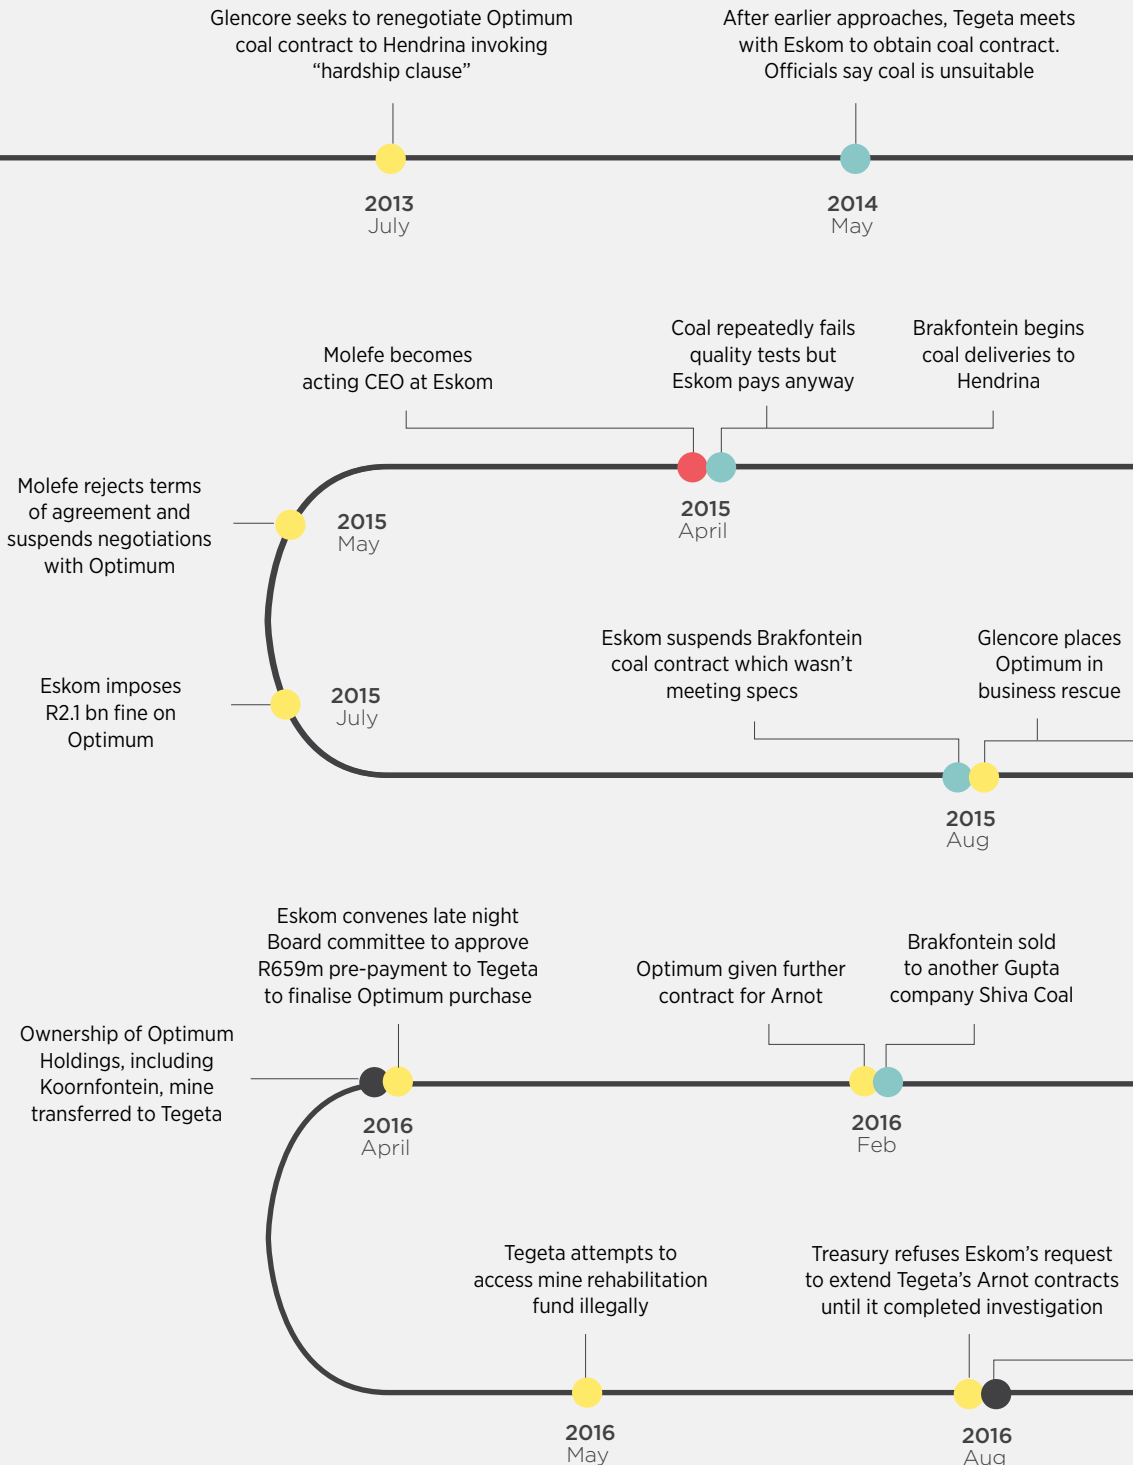 Glencore seeks to renegotiate Optimum
coal contract to Hendrina invoking
“hardship clause”
2013
July
After earlier approaches, Tegeta meets
with Eskom to obtain coal contract.
Officials say coal is unsuitable
2014
May
Molefe becomes
acting CEO at Eskom
Coal repeatedly fails
quality tests but
Eskom pays anyway
Brakfontein begins
coal deliveries to
Hendrina
2015
April
Molefe rejects terms
of agreement and
suspends negotiations
with Optimum
2015
May
Eskom imposes
R2.1 bn fine on
Optimum
2015
July
Eskom suspends Brakfontein
coal contract which wasn’t
meeting specs
Glencore places
Optimum in
business rescue
2015
Aug
Eskom convenes late night
Board committee to approve
R659m pre-payment to Tegeta
to finalise Optimum purchase
Optimum given further
contract for Arnot
Brakfontein sold
to another Gupta
company Shiva Coal
Ownership of Optimum
Holdings, including
Koornfontein, mine
transferred to Tegeta
2016
April
2016
Feb
Tegeta attempts to
access mine rehabilitation
fund illegally
2016
May
Treasury refuses Eskom’s request
to extend Tegeta’s Arnot contracts
until it completed investigation
2016
Aug